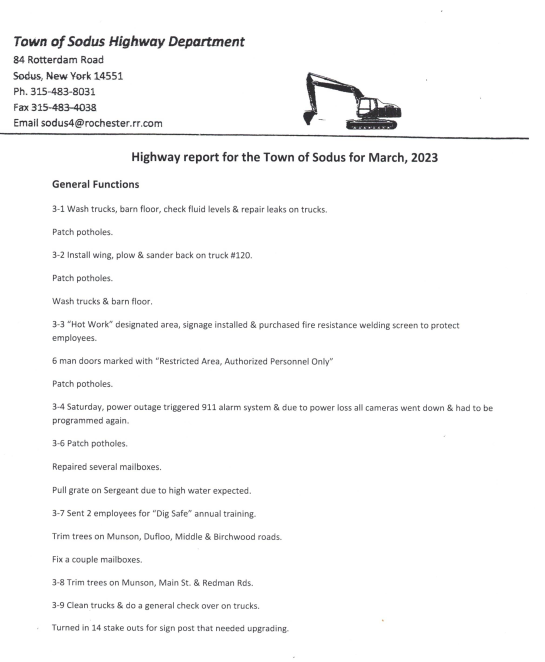 Town of Sodus Highway Department
84 Rotterdam Road
Sodus, New York 14551
Ph. 315-483-8031
Fax 315-483-4038
Email sodus4@rochester.rr.com
Highway report for the Town of Sodus for March, 2023
General Functions
3-1 Wash trucks, barn floor, check fluid levels & repair leaks on trucks.
Patch potholes.
3-2 Install wing, plow & sander back on truck #120.
Patch potholes.
Wash trucks & barn floor.
3-3 “Hot Work” designated area, signage installed & purchased fire resistance welding screen to protect
employees.
6 man doors marked with “Restricted Area, Authorized Personnel Only”
Patch potholes.
3-4 Saturday, power outage triggered 911 alarm system & due to power loss all cameras went down & had to be
programmed again.
3-6 Patch potholes.
Repaired several mailboxes.
Pull grate on Sergeant due to high water expected.
3-7 Sent 2 employees for “Dig Safe” annual training.
Trim trees on Munson, Dufloo, Middle & Birchwood roads.
Fix a couple mailboxes.
3-8 Trim trees on Munson, Main St. & Redman Rds.
3-9 Clean trucks & do a general check over on trucks.
Turned in 14 stake outs for sign post that needed upgrading.